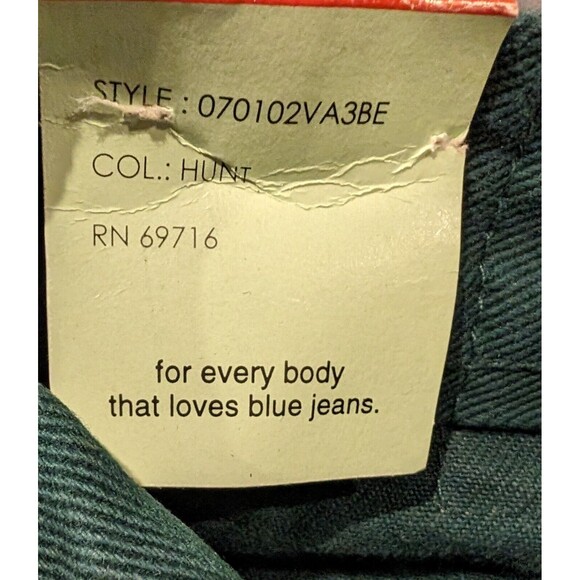 STYLE : 070102VA3BE
COL.: HUNT
RN 69716
for every body
that loves blue jeans.